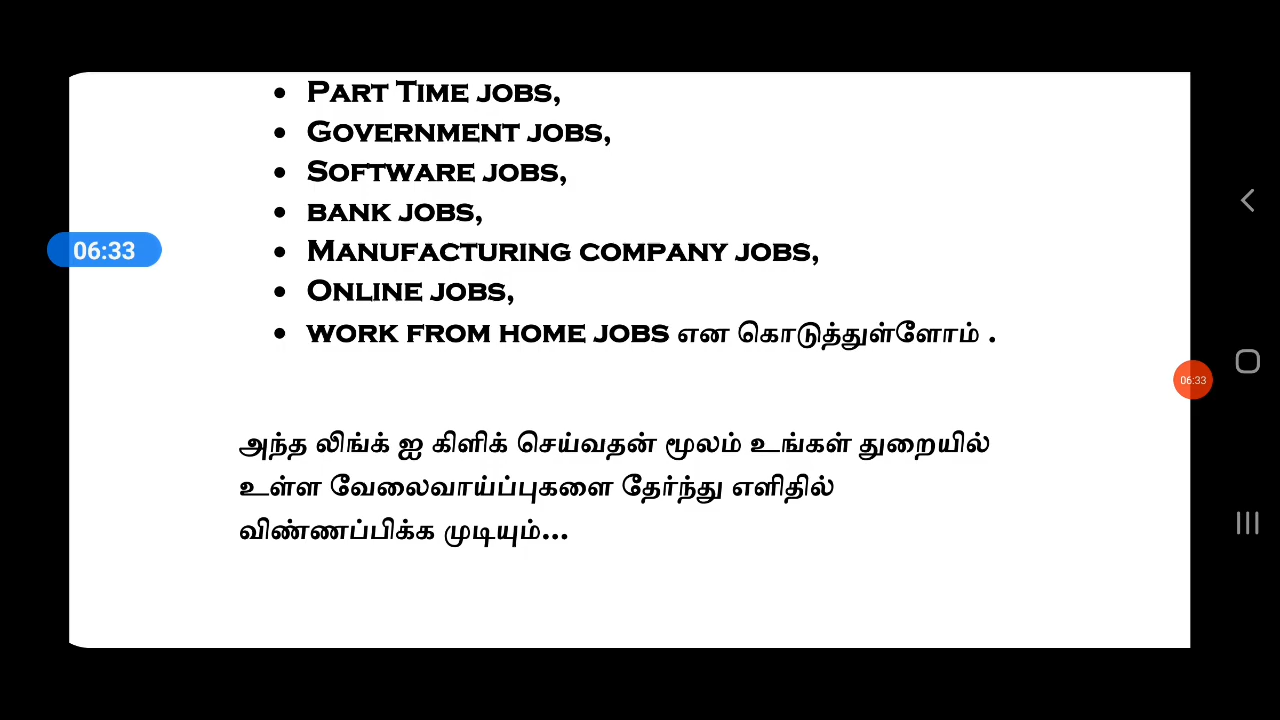 • Part Time jobs,
• Government jobs,
• Software jobs,
• bank jobs,
06:33
• Manufacturing company jobs,
• Online jobs,
• work from home jobs என கொடுத்துள்ளோம் .
06:33
அந்த லிங்க் ஐ கிளிக் செய்வதன் மூலம் உங்கள் துறையில்
உள்ள வேலைவாய்ப்புகளை தேர்ந்து எளிதில்
விண்ணப்பிக்க முடியும்...